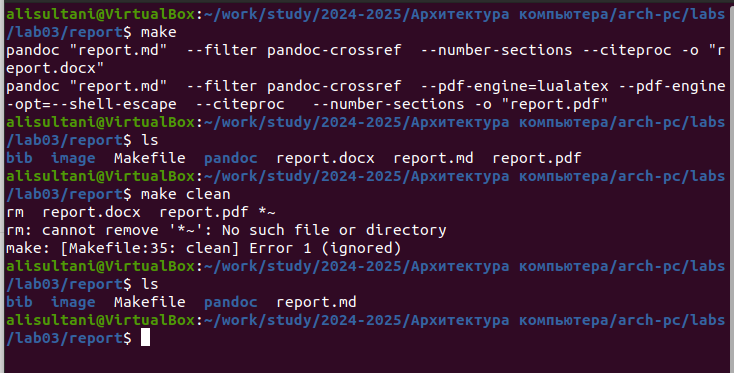 alisultani@VirtualBox:~/work/study/2024-2025/Архитектура компьютера/arch-pc/labs
/lab03/report$ make
pandoc "report.md"  --filter pandoc-crossref  --number-sections --citeproc -o "r
eport.docx"
pandoc "report.md"  --filter pandoc-crossref  --pdf-engine=lualatex --pdf-engine
-opt=--shell-escape  --citeproc   --number-sections -o "report.pdf"
alisultani@VirtualBox:~/work/study/2024-2025/Архитектура компьютера/arch-pc/labs
/lab03/report$ ls
bib  image  Makefile  pandoc  report.docx  report.md  report.pdf
alisultani@VirtualBox:~/work/study/2024-2025/Архитектура компьютера/arch-pc/labs
/lab03/report$ make clean
rm  report.docx  report.pdf *~
rm: cannot remove '*~': No such file or directory
make: [Makefile:35: clean] Error 1 (ignored)
alisultani@VirtualBox:~/work/study/2024-2025/Архитектура компьютера/arch-pc/labs
/lab03/report$ ls
bib  image  Makefile  pandoc  report.md
alisultani@VirtualBox:~/work/study/2024-2025/Архитектура компьютера/arch-pc/labs
/lab03/report$